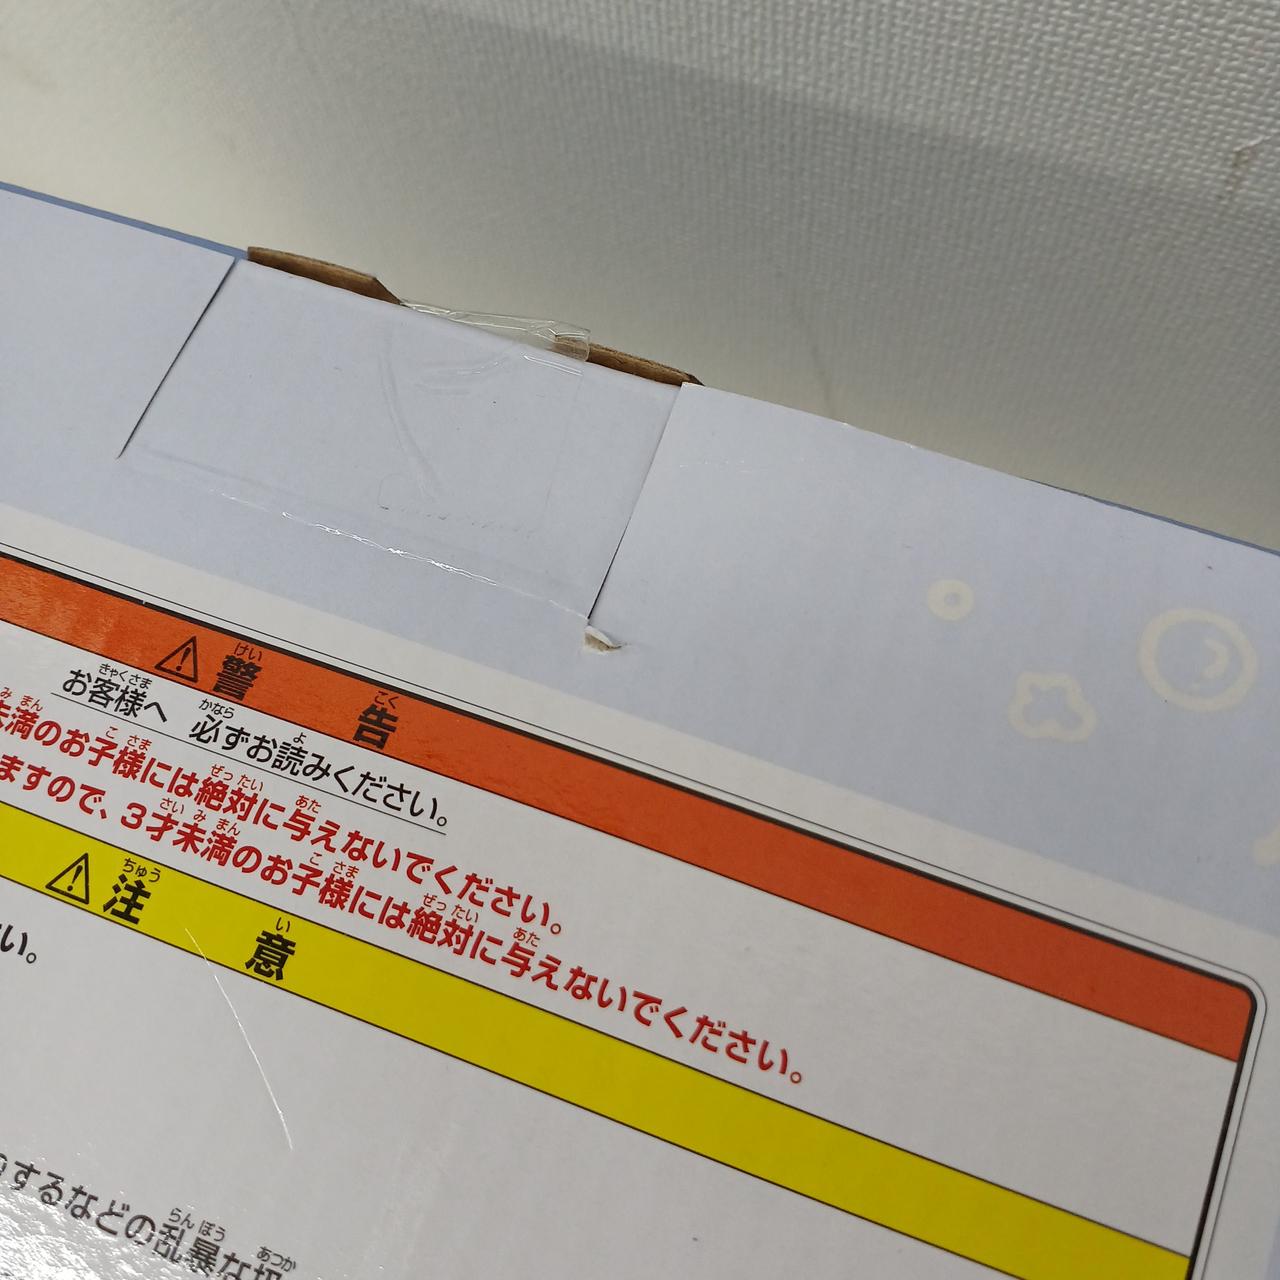 ⚠警告
お客様へ 必ずお読みください。
未満のお子様には絶対に与えないでください。
ますので、3才未満のお子様には絶対に与えないでください。
⚠注意
い。
するなどの乱暴な